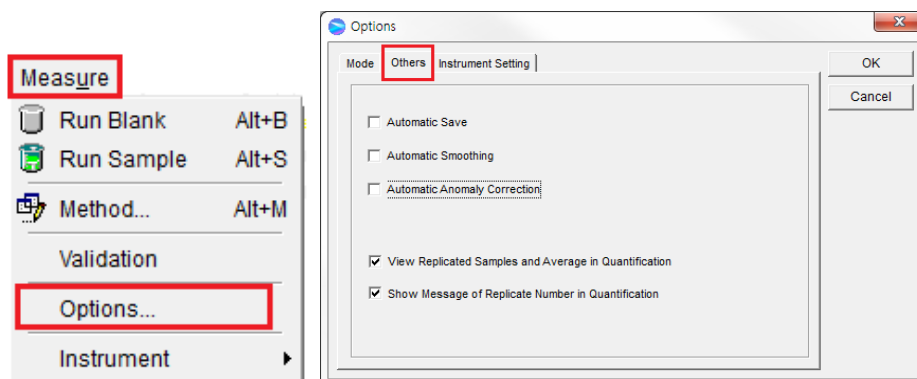 Measure
Run Blank Alt+B
Run Sample Alt+S
Method... Alt+M
Validation
Options...
Instrument
Options
Mode Others Instrument Setting
OK
Cancel
Automatic Save
Automatic Smoothing
Automatic Anomaly Correction
View Replicated Samples and Average in Quantification
Show Message of Replicate Number in Quantification